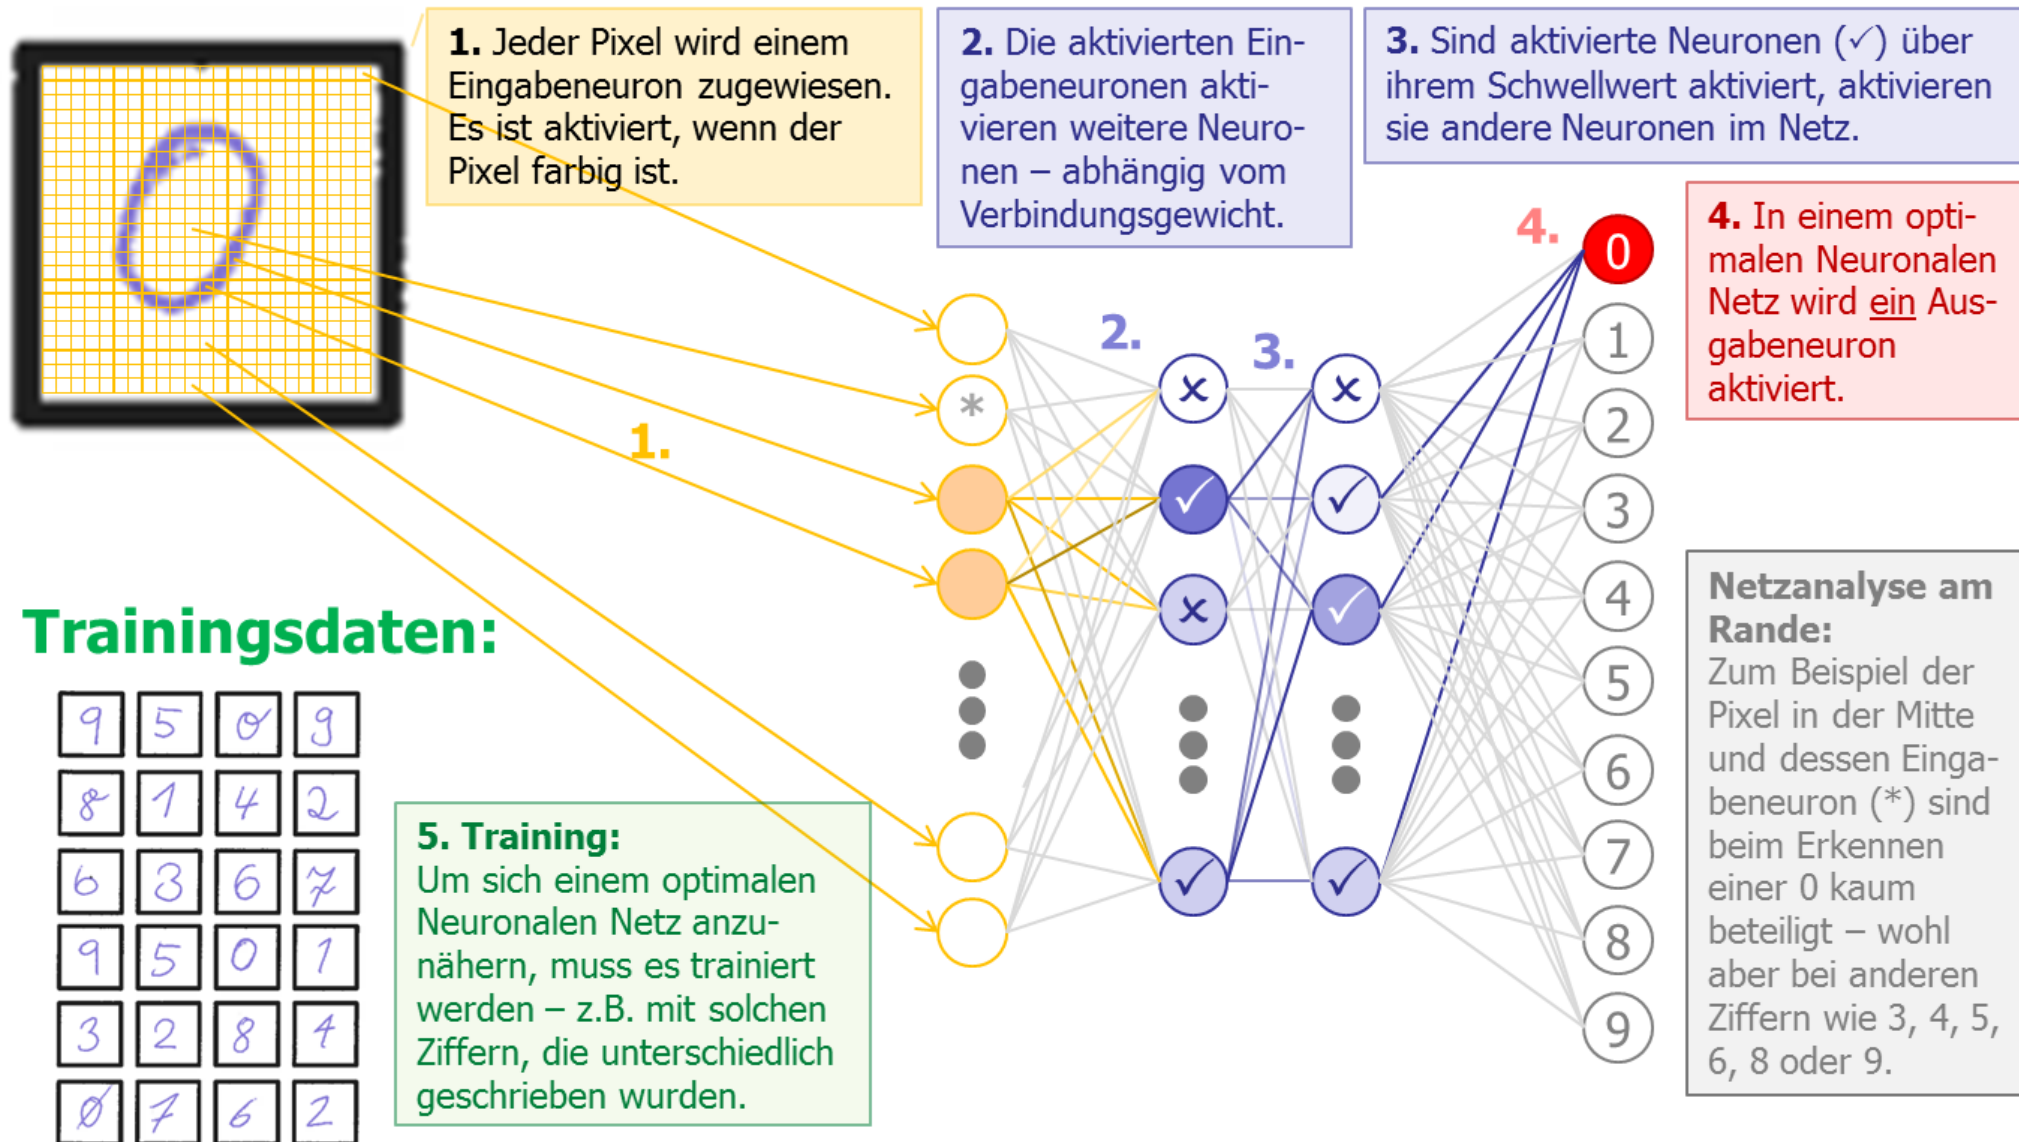 1. Jeder Pixel wird einem
Eingabeneuron zugewiesen.
Es ist aktiviert, wenn der
Pixel farbig ist.
2. Die aktivierten Ein-
gabeneuronen akti-
vieren weitere Neuro-
nen – abhängig vom
Verbindungsgewicht.
3. Sind aktivierte Neuronen (✓) über
ihrem Schwellwert aktiviert, aktivieren
sie andere Neuronen im Netz.
4. In einem opti-
malen Neuronalen
Netz wird ein Aus-
gabeneuron
aktiviert.
0
1.
*
2.
3.
4.
0
1
2
3
4
5
6
7
8
9
Netzanalyse am
Rande:
Zum Beispiel der
Pixel in der Mitte
und dessen Einga-
beneuron (*) sind
beim Erkennen
einer 0 kaum
beteiligt – wohl
aber bei anderen
Ziffern wie 3, 4, 5,
6, 8 oder 9.
Trainingsdaten:
9 5 0 9
8 1 4 2
6 3 6 7
9 5 0 1
3 2 8 4
0 7 6 2
5. Training:
Um sich einem optimalen
Neuronalen Netz anzu-
nähern, muss es trainiert
werden – z.B. mit solchen
Ziffern, die unterschiedlich
geschrieben wurden.